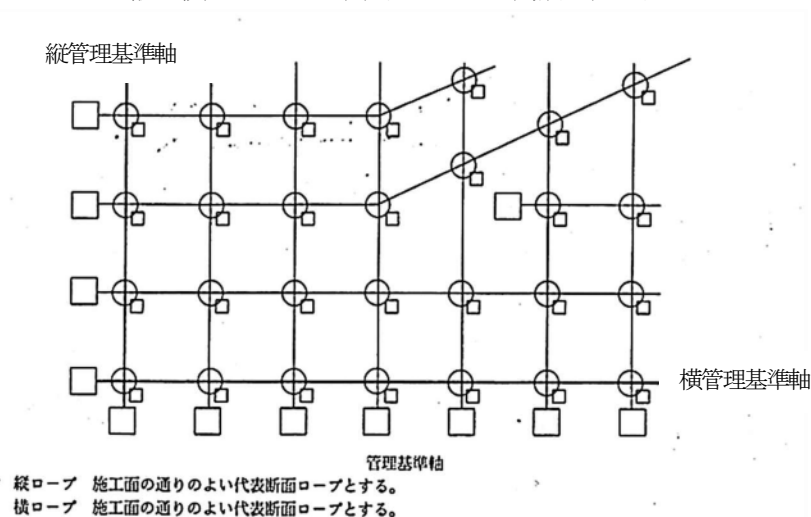 縦管理基準軸
横管理基準軸
管理基準軸
縦ロープ　施工面の通りのよい代表断面ロープとする。
横ロープ　施工面の通りのよい代表断面ロープとする。